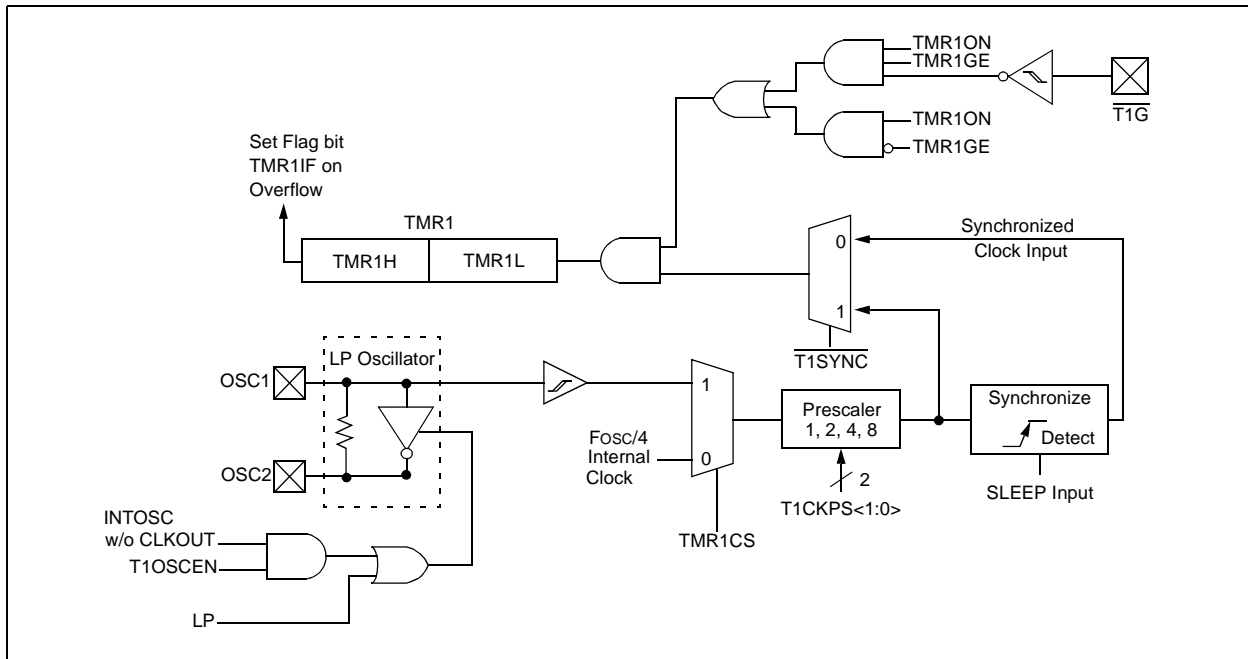 TMR1ON
TMR1GE
T1G
TMR1ON
TMR1GE
Set Flag bit
TMR1IF on
Overflow
TMR1
TMR1H
TMR1L
0
1
Synchronized
Clock Input
T1SYNC
LP Oscillator
OSC1
OSC2
1
0
FOSC/4
Internal
Clock
TMR1CS
Prescaler
1, 2, 4, 8
2
T1CKPS<1:0>
Synchronize
Detect
SLEEP Input
INTOSC
w/o CLKOUT
T1OSCEN
LP